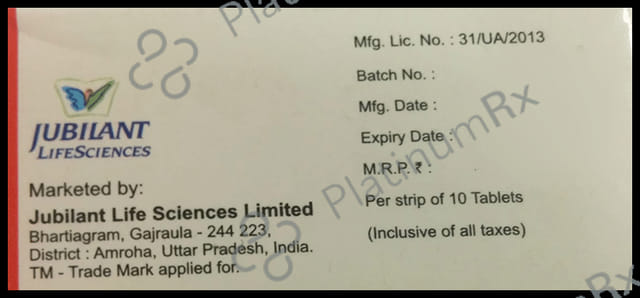 JUBILANT
LIFESCIENCES
Marketed by:
Jubilant Life Sciences Limited
Bhartiagram, Gajraula - 244 223,
District : Amroha, Uttar Pradesh, India.
TM - Trade Mark applied for.
Mfg. Lic. No. : 31/UA/2013
Batch No. :
Mfg. Date :
Expiry Date :
M.R.P. ₹ :
Per strip of 10 Tablets
(Inclusive of all taxes)
PlatinumRx
PlatinumRx
PlatinumRx